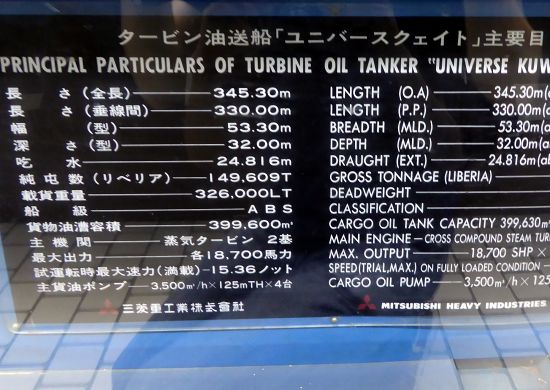 タービン油送船「ユニバースクェイト」主要目
PRINCIPAL PARTICULARS OF TURBINE OIL TANKER "UNIVERSE KUW
長 さ (全長) 345.30m
長 さ (垂線間) 330.00m
幅 (型) 53.30m
深 さ (型) 32.00m
吃 水 24.816m
純屯数 (リベリア) 149,609T
載貨重量 326,000LT
船 級 ABS
貨物油漕容積 399,600㎥
主機関 蒸気タービン 2基
最大出力 各18,700馬力
試運転時最大速力(満載) 15.36ノット
主貨油ポンプ 3,500㎥/h×125mTH×4台
三菱重工業株式會社
LENGTH (O.A) 345.30m(a
LENGTH (P.P.) 330.00m(a
BREADTH (MLD.) 53.30m(a
DEPTH (MLD.) 32.00m(a
DRAUGHT (EXT.) 24.816m(a
GROSS TONNAGE (LIBERIA)
DEADWEIGHT
CLASSIFICATION
CARGO OIL TANK CAPACITY 399,630㎥
MAIN ENGINE CROSS COMPOUND STEAM TUR
MAX. OUTPUT 18,700 SHP ×
SPEED(TRIAL,MAX.) ON FULLY LOADED CONDITION
CARGO OIL PUMP 3,500㎥/h×125
MITSUBISHI HEAVY INDUSTRIES